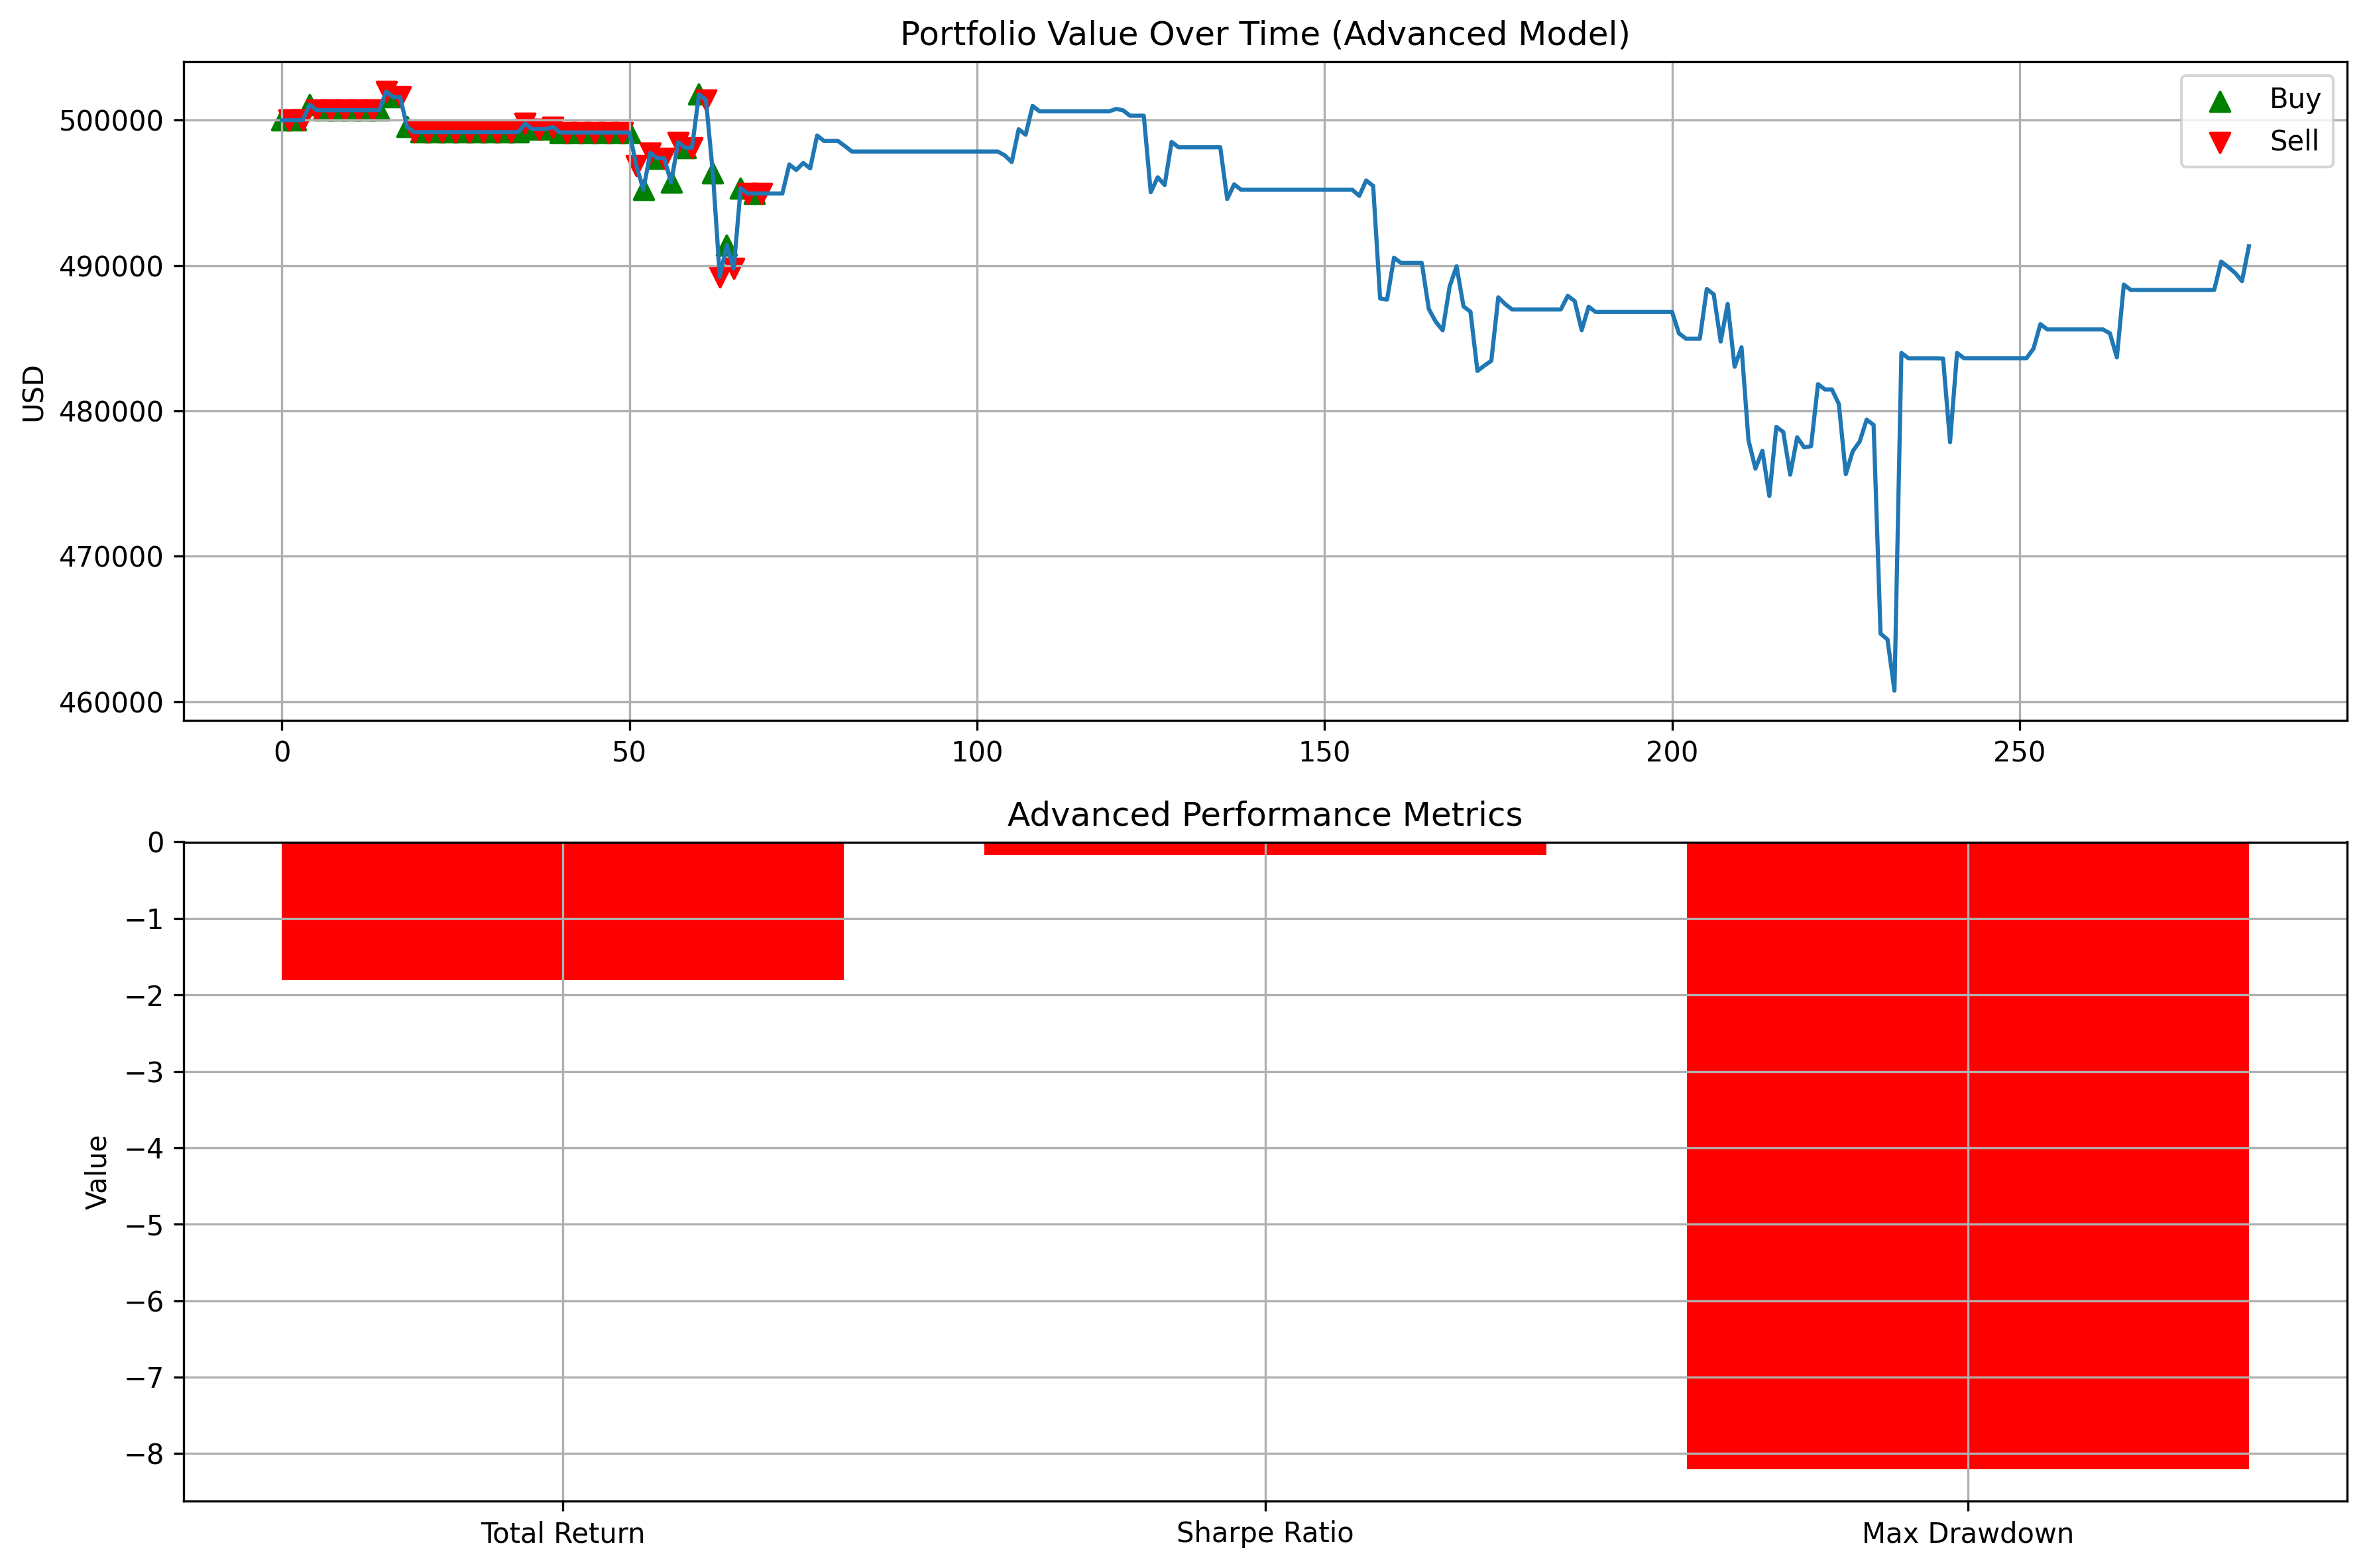 Portfolio Value Over Time (Advanced Model)
Buy
Sell
USD
500000
490000
480000
470000
460000
0 50 100 150 200 250
Advanced Performance Metrics
Value
0
−1
−2
−3
−4
−5
−6
−7
−8
Total Return Sharpe Ratio Max Drawdown